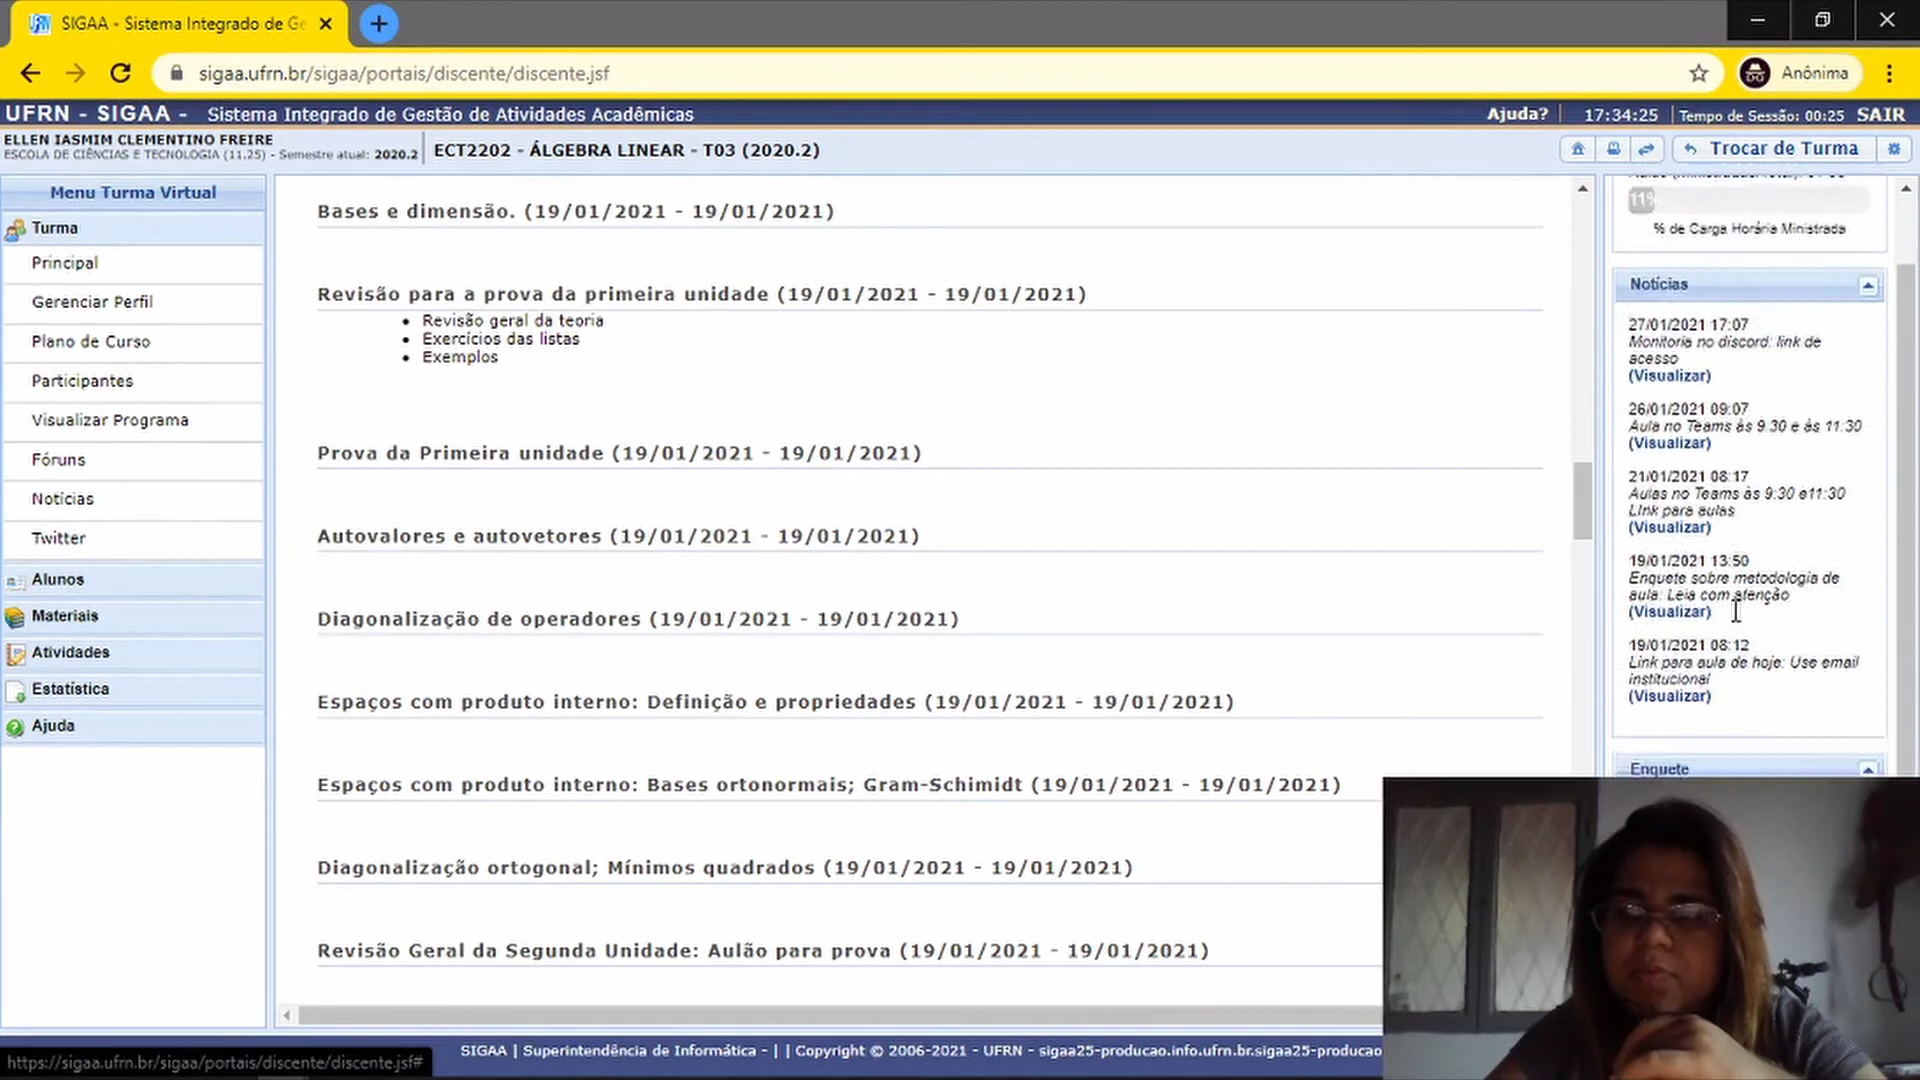 SIGAA - Sistema Integrado de Ge
sigaa.ufrn.br/sigaa/portais/discente/discente.jsf
Anônima
UFRN - SIGAA - Sistema Integrado de Gestão de Atividades Acadêmicas
Ajuda? 17:34:25 Tempo de Sessão: 00:25 SAIR
ELLEN IASMIM CLEMENTINO FREIRE
ESCOLA DE CIÊNCIAS E TECNOLOGIA (11.25) - Semestre atual: 2020.2
ECT2202 - ÁLGEBRA LINEAR - T03 (2020.2)
Trocar de Turma
Menu Turma Virtual
Turma
Principal
Gerenciar Perfil
Plano de Curso
Participantes
Visualizar Programa
Fóruns
Notícias
Twitter
Alunos
Materiais
Atividades
Estatística
Ajuda
Bases e dimensão. (19/01/2021 - 19/01/2021)
Revisão para a prova da primeira unidade (19/01/2021 - 19/01/2021)
• Revisão geral da teoria
• Exercícios das listas
• Exemplos
Prova da Primeira unidade (19/01/2021 - 19/01/2021)
Autovalores e autovetores (19/01/2021 - 19/01/2021)
Diagonalização de operadores (19/01/2021 - 19/01/2021)
Espaços com produto interno: Definição e propriedades (19/01/2021 - 19/01/2021)
Espaços com produto interno: Bases ortonormais; Gram-Schimidt (19/01/2021 - 19/01/2021)
Diagonalização ortogonal; Mínimos quadrados (19/01/2021 - 19/01/2021)
Revisão Geral da Segunda Unidade: Aulão para prova (19/01/2021 - 19/01/2021)
11%
% de Carga Horária Ministrada
Notícias
27/01/2021 17:07
Monitoria no discord: link de
acesso
(Visualizar)
26/01/2021 09:07
Aula no Teams às 9.30 e às 11:30
(Visualizar)
21/01/2021 08:17
Aulas no Teams às 9:30 e11:30
LInk para aulas
(Visualizar)
19/01/2021 13:50
Enquete sobre metodologia de
aula: Leia com atenção
(Visualizar)
19/01/2021 08:12
Link para aula de hoje: Use email
institucional
(Visualizar)
Enquete
https://sigaa.ufrn.br/sigaa/portais/discente/discente.jsf#
SIGAA | Superintendência de Informática - | | Copyright © 2006-2021 - UFRN - sigaa25-producao.info.ufrn.br.sigaa25-producao